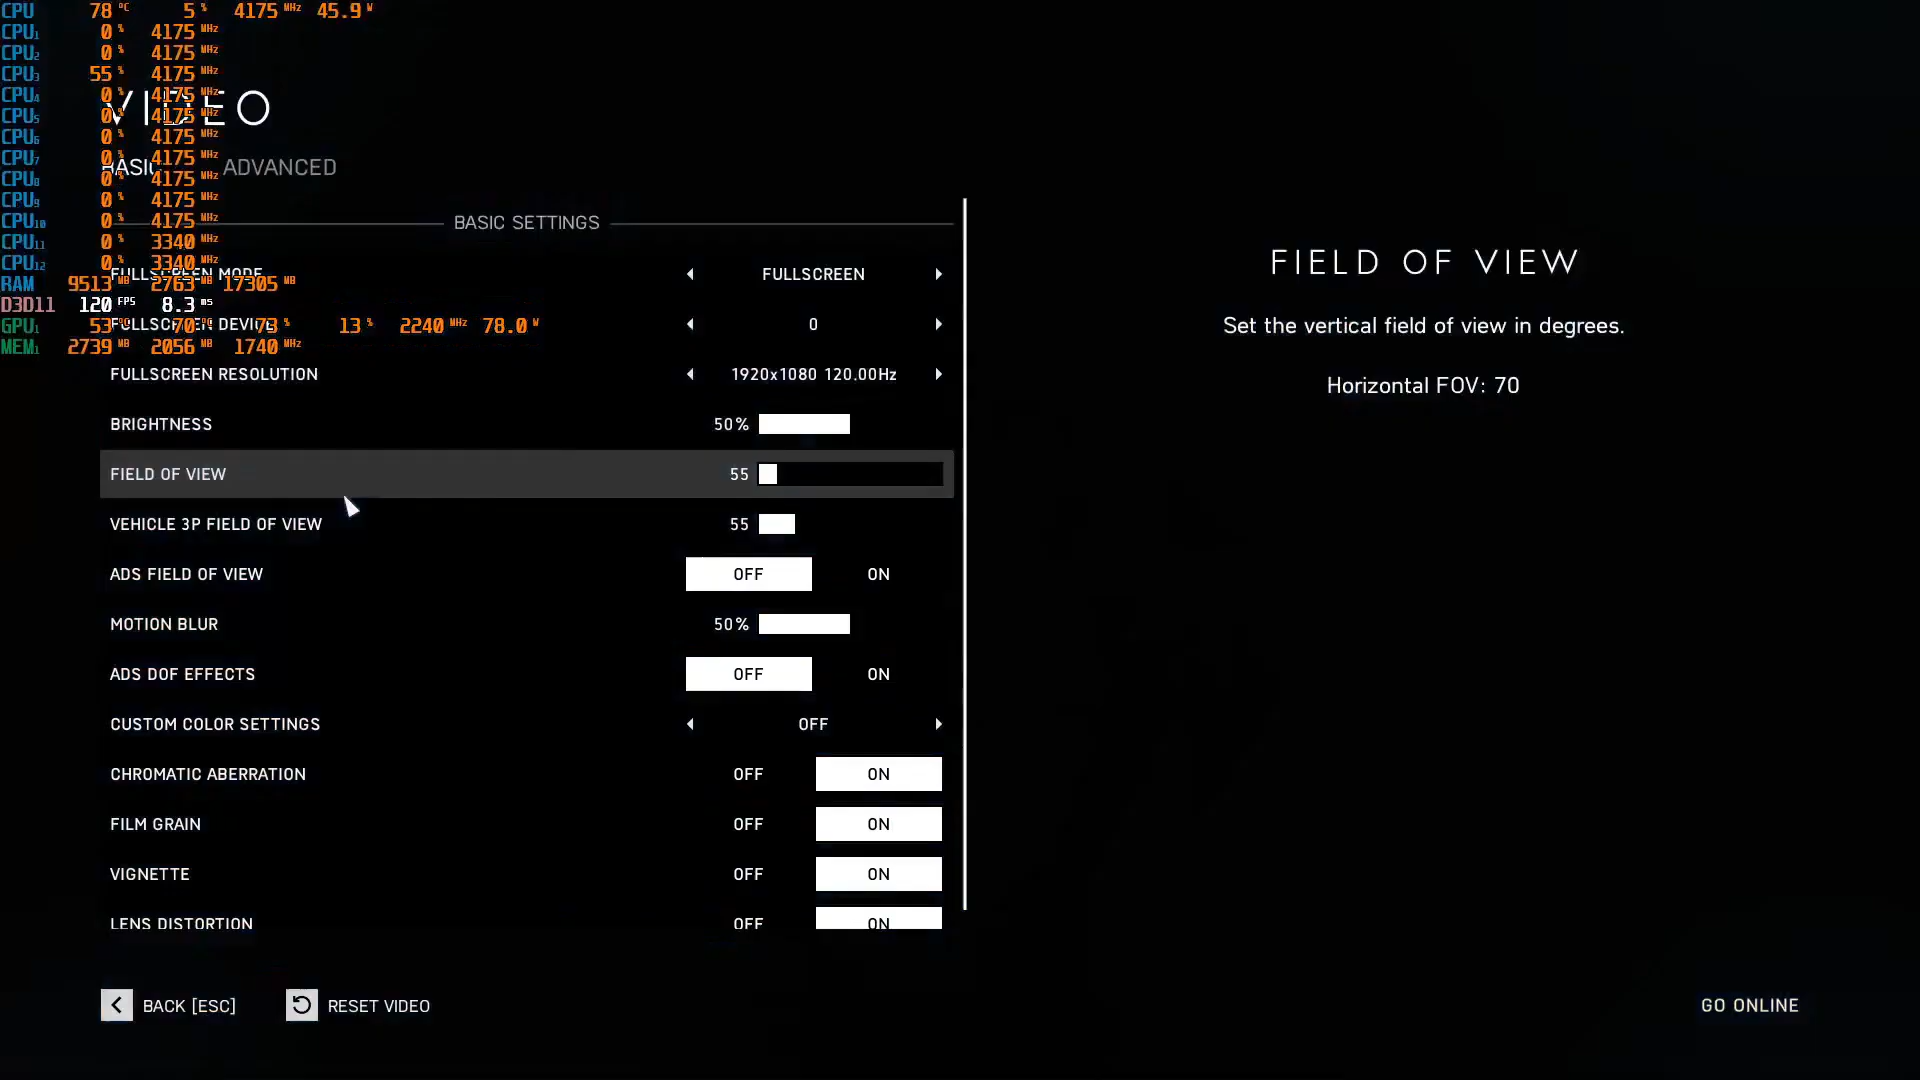 CPU 78 °C 5 % 4175 MHz 45.9 W
CPU1 0 % 4175 MHz
CPU2 0 % 4175 MHz
CPU3 55 % 4175 MHz
CPU4 0 % 4175 MHz
VIDEO
CPU5 0 % 4175 MHz
CPU6 0 % 4175 MHz
CPU7 0 % 4175 MHz
BASIC ADVANCED
CPU8 0 % 4175 MHz
CPU9 0 % 4175 MHz
CPU10 0 % 4175 MHz
BASIC SETTINGS
CPU11 0 % 3340 MHz
CPU12 0 % 3340 MHz
FULLSCREEN MODE FULLSCREEN
RAM 9513 MB 2763 MB 17305 MB
D3D11 120 FPS 8.3 ms
FULLSCREEN DEVICE 0
GPU1 53 °C 70 °C 73 % 13 % 2240 MHz 78.0 W
MEM1 2739 MB 2056 MB 1740 MHz
FULLSCREEN RESOLUTION 1920x1080 120.00Hz
BRIGHTNESS 50%
FIELD OF VIEW 55
VEHICLE 3P FIELD OF VIEW 55
ADS FIELD OF VIEW OFF ON
MOTION BLUR 50%
ADS DOF EFFECTS OFF ON
CUSTOM COLOR SETTINGS OFF
CHROMATIC ABERRATION OFF ON
FILM GRAIN OFF ON
VIGNETTE OFF ON
LENS DISTORTION OFF ON
FIELD OF VIEW
Set the vertical field of view in degrees.
Horizontal FOV: 70
BACK [ESC] RESET VIDEO
GO ONLINE